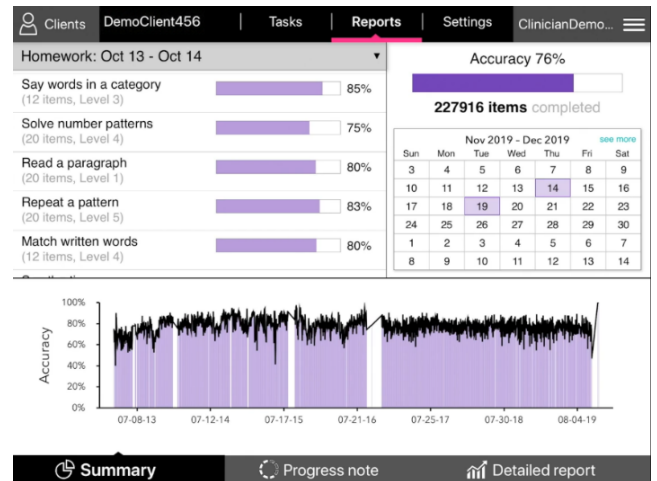 Clients DemoClient456 Tasks Reports Settings ClinicianDemo...
Homework: Oct 13 - Oct 14
Say words in a category
(12 items, Level 3)
85%
Solve number patterns
(20 items, Level 4)
75%
Read a paragraph
(20 items, Level 1)
80%
Repeat a pattern
(20 items, Level 5)
83%
Match written words
(12 items, Level 4)
80%
Accuracy 76%
227916 items completed
Nov 2019 - Dec 2019 see more
Sun Mon Tue Wed Thu Fri Sat
3 4 5 6 7 8 9
10 11 12 13 14 15 16
17 18 19 20 21 22 23
24 25 26 27 28 29 30
1 2 3 4 5 6 7
8 9 10 11 12 13 14
Accuracy
100%
80%
60%
40%
20%
0%
07-08-13 07-12-14 07-17-15 07-21-16 07-25-17 07-30-18 08-04-19
Summary Progress note Detailed report